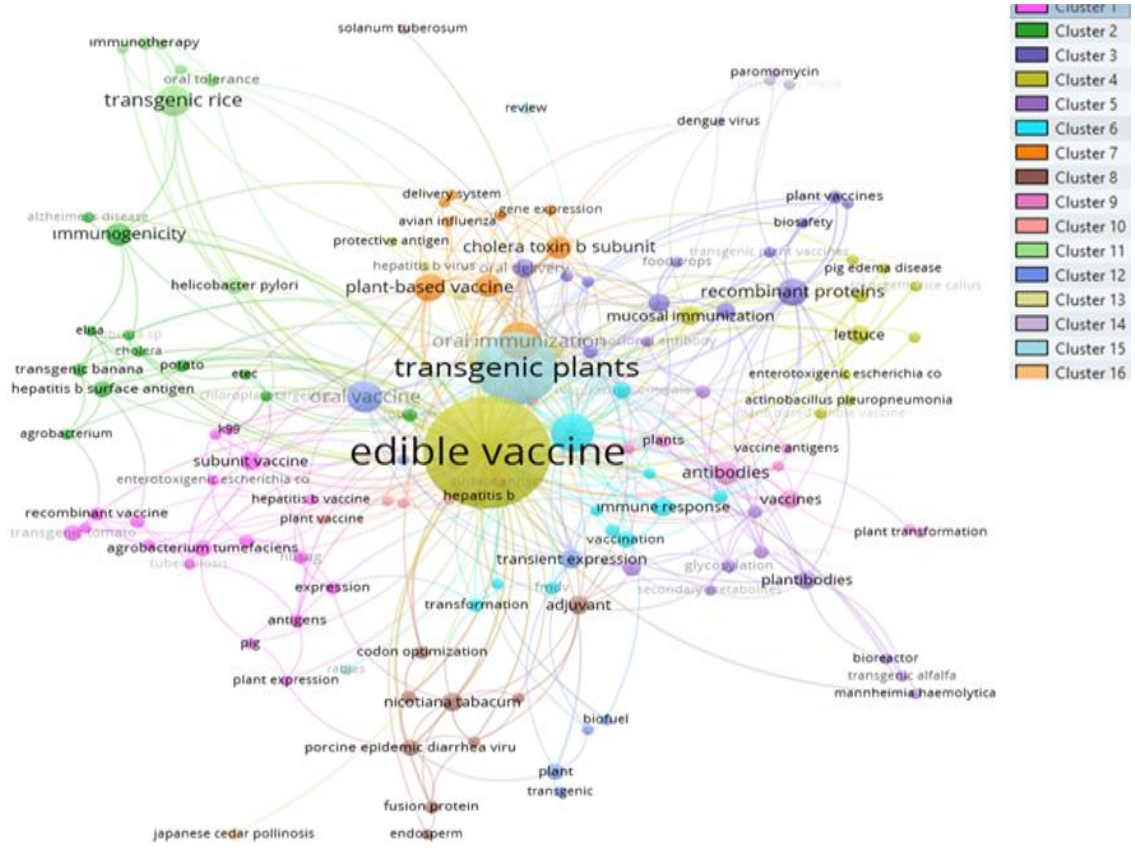 Cluster 1
Cluster 2
Cluster 3
Cluster 4
Cluster 5
Cluster 6
Cluster 7
Cluster 8
Cluster 9
Cluster 10
Cluster 11
Cluster 12
Cluster 13
Cluster 14
Cluster 15
Cluster 16
solanum tuberosum
immunotherapy
oral tolerance
transgenic rice
paromomycin
review
dengue virus
delivery system
plant vaccines
gene expression
alzheimers disease
avian influenza
biosafety
immunogenicity
protective antigen
cholera toxin b subunit
transgenic plant vaccines
hepatitis b virus
oral delivery
food crops
pig edema disease
helicobacter pylori
plant-based vaccine
recombinant proteins
rice callus
mucosal immunization
elisa
oral immunization
antibody
lettuce
cholera
transgenic banana
potato
etec
transgenic plants
enterotoxigenic escherichia co
hepatitis b surface antigen
oral vaccine
actinobacillus pleuropneumonia
agrobacterium
k99
edible vaccine
plants
vaccine antigens
subunit vaccine
antibodies
enterotoxigenic escherichia co
hepatitis b vaccine
hepatitis b
immune response
vaccines
recombinant vaccine
plant vaccine
transgenic tomato
plant transformation
vaccination
agrobacterium tumefaciens
transient expression
tuberculosis
glycosylation
plantibodies
expression
fmdv
secondary metabolites
transformation
adjuvant
antigens
pig
codon optimization
bioreactor
rabies
transgenic alfalfa
plant expression
mannheimia haemolytica
nicotiana tabacum
biofuel
porcine epidemic diarrhea viru
plant
transgenic
fusion protein
japanese cedar pollinosis
endosperm